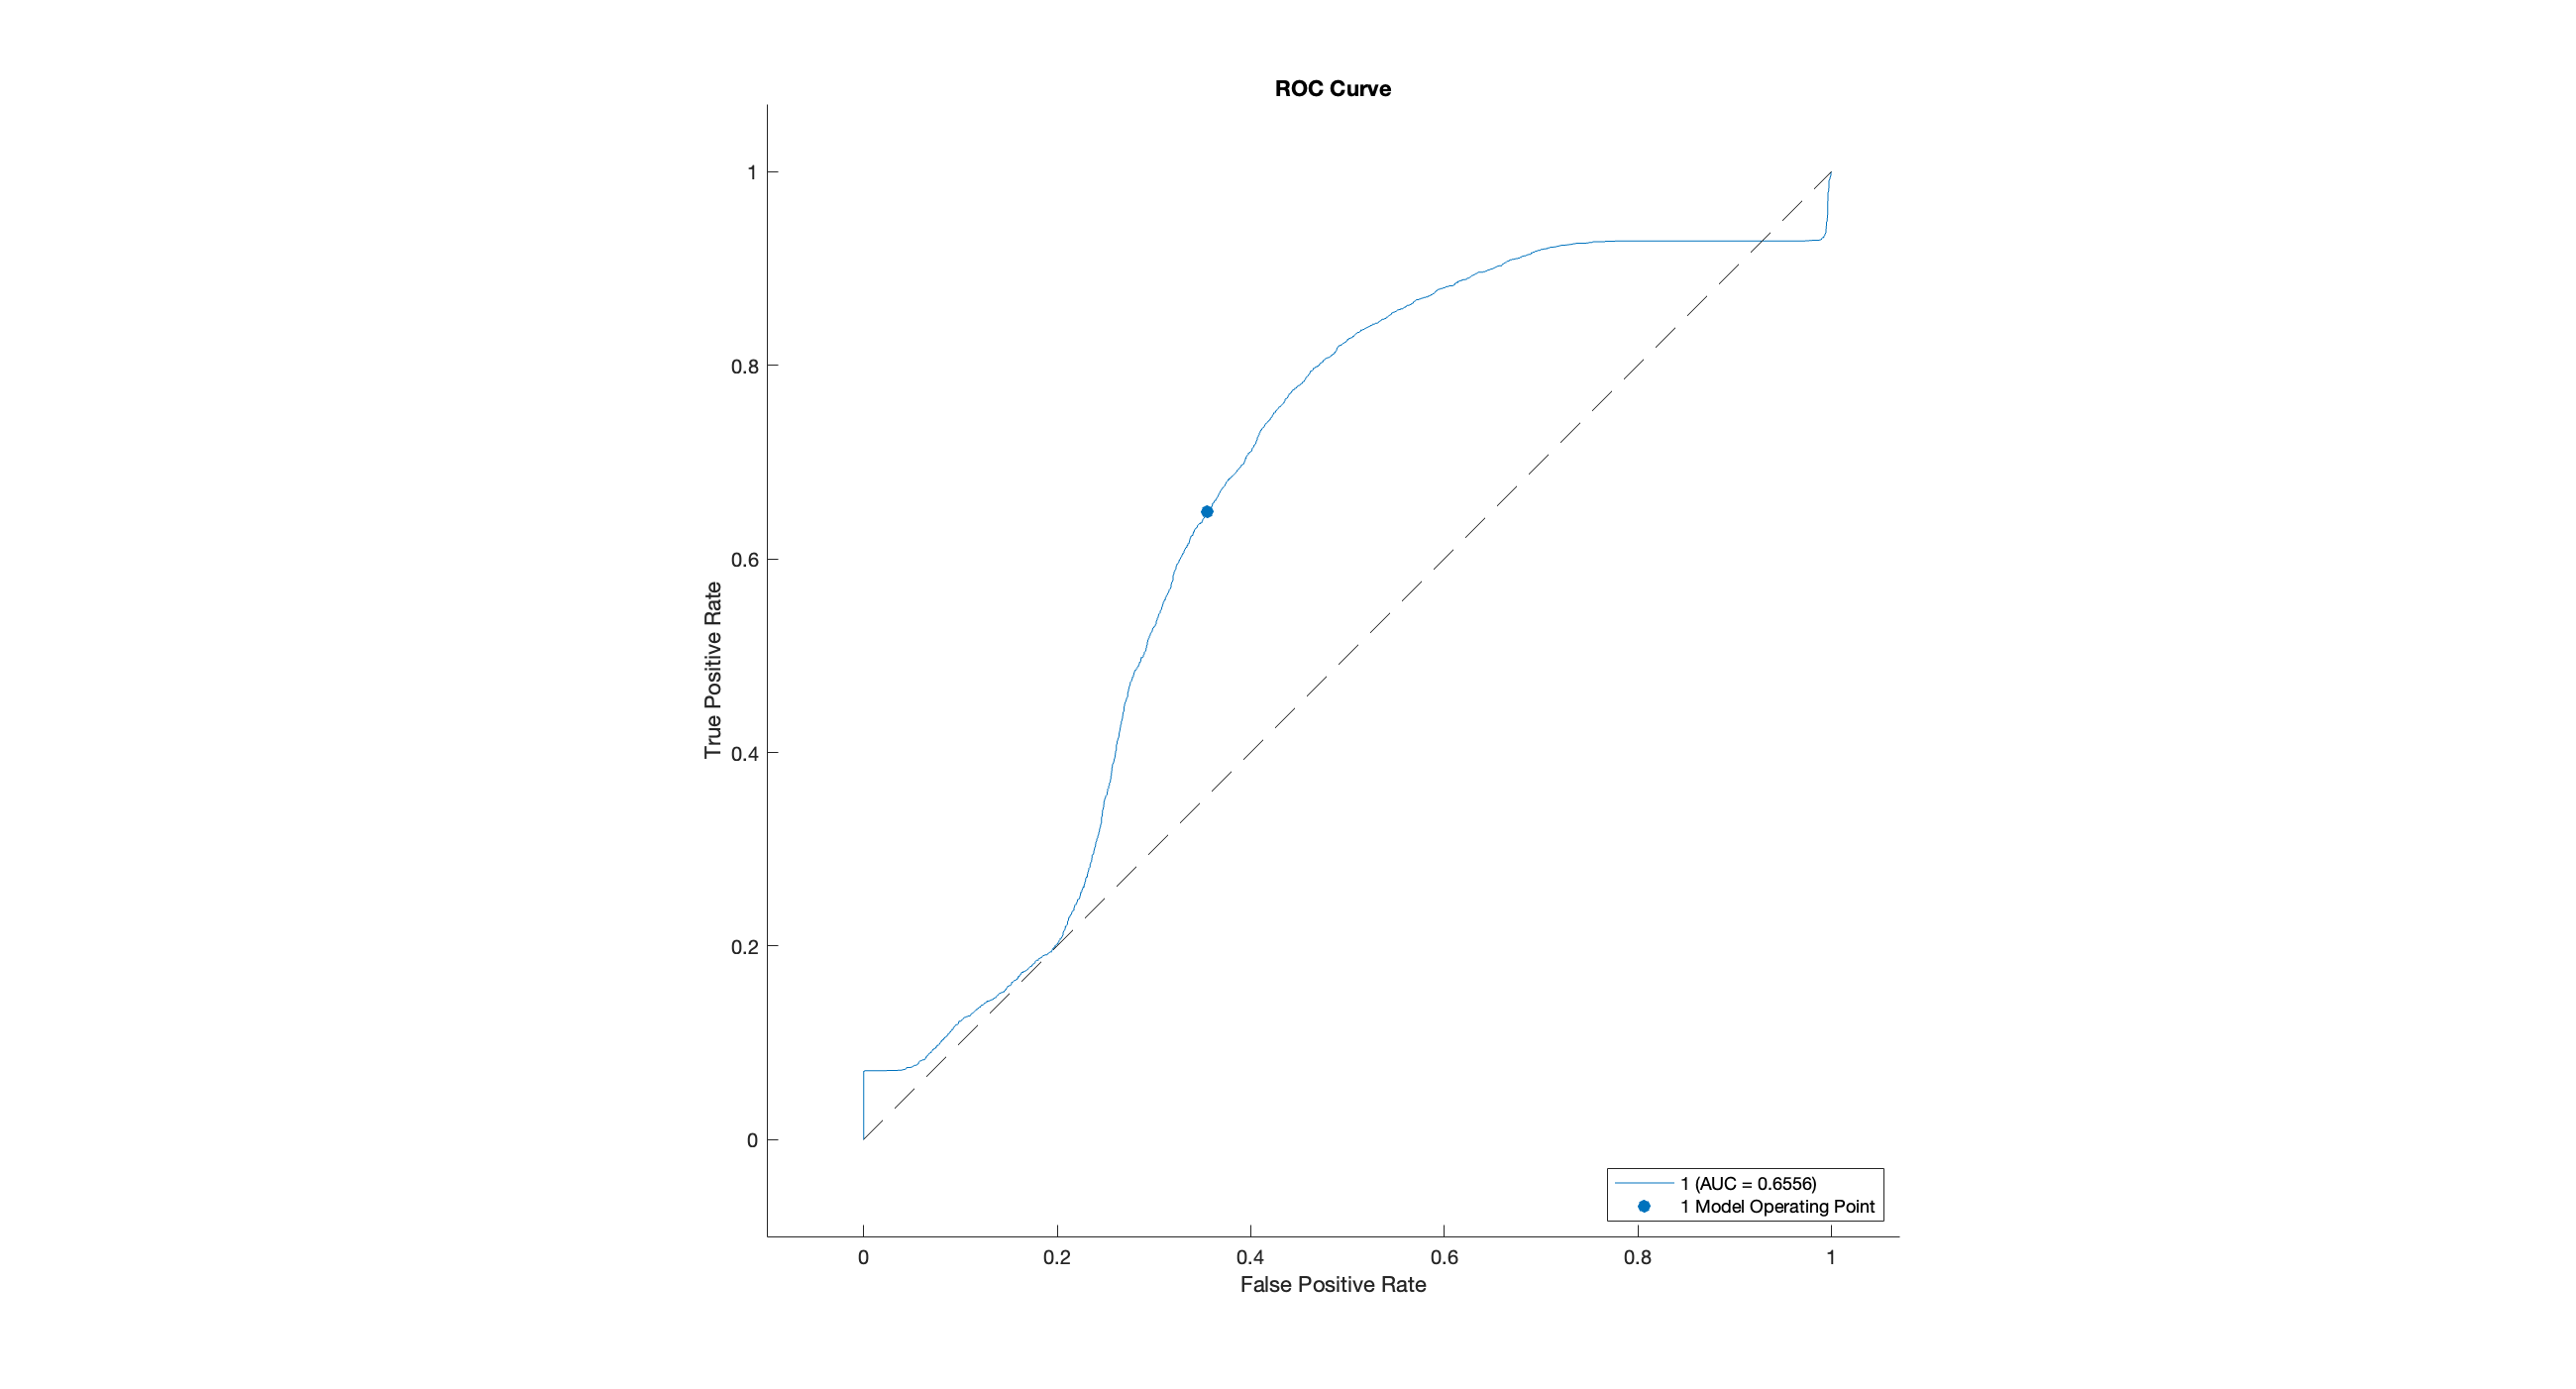 ROC Curve
1
0.8
0.6
0.4
0.2
0
True Positive Rate
0
0.2
0.4
0.6
0.8
1
False Positive Rate
1 (AUC = 0.6556)
1 Model Operating Point